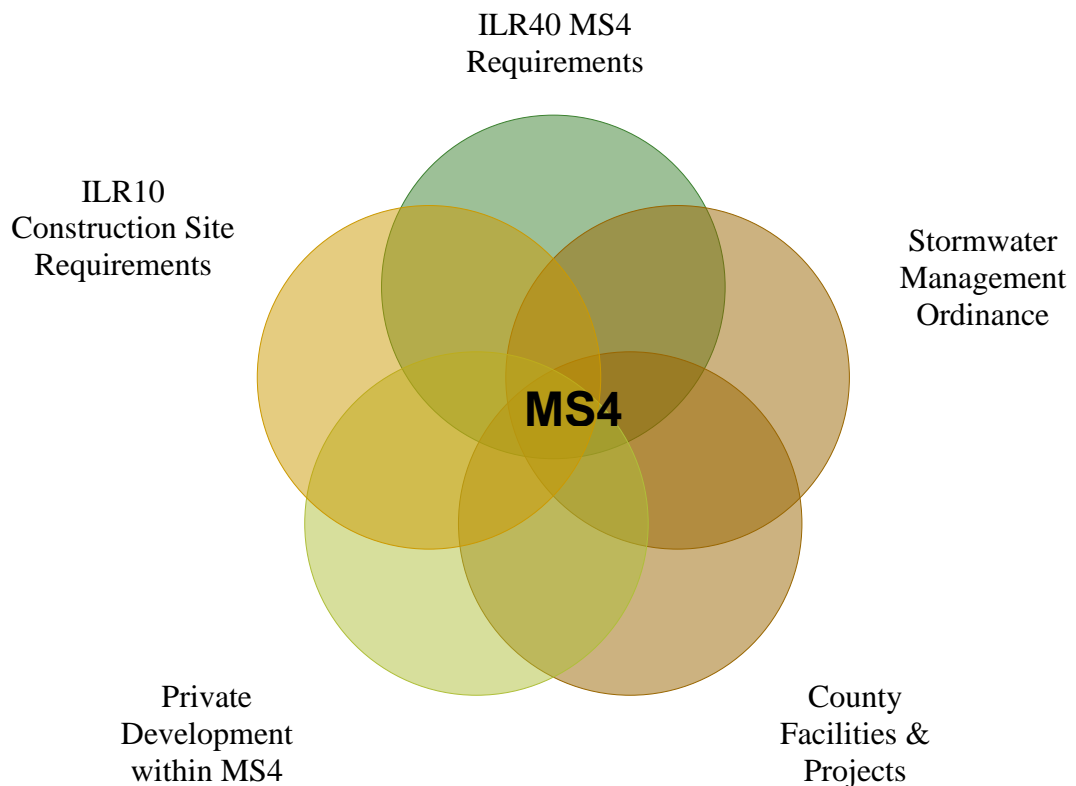 ILR40 MS4
Requirements
ILR10
Construction Site
Requirements
Stormwater
Management
Ordinance
MS4
Private
Development
within MS4
County
Facilities &
Projects